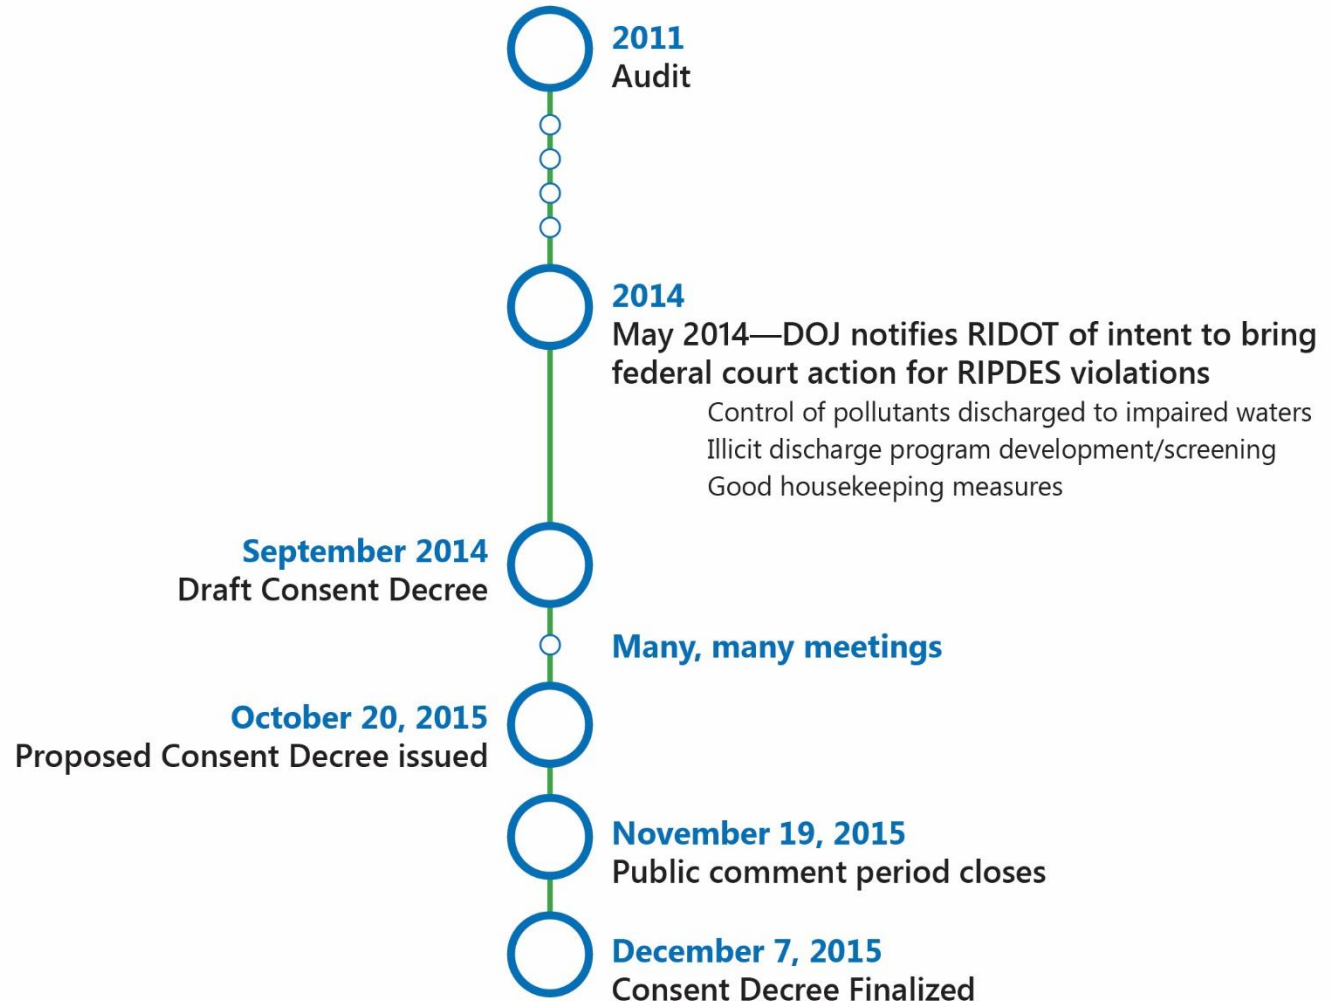 2011
Audit
2014
May 2014—DOJ notifies RIDOT of intent to bring
federal court action for RIPDES violations
Control of pollutants discharged to impaired waters
Illicit discharge program development/screening
Good housekeeping measures
September 2014
Draft Consent Decree
Many, many meetings
October 20, 2015
Proposed Consent Decree issued
November 19, 2015
Public comment period closes
December 7, 2015
Consent Decree Finalized